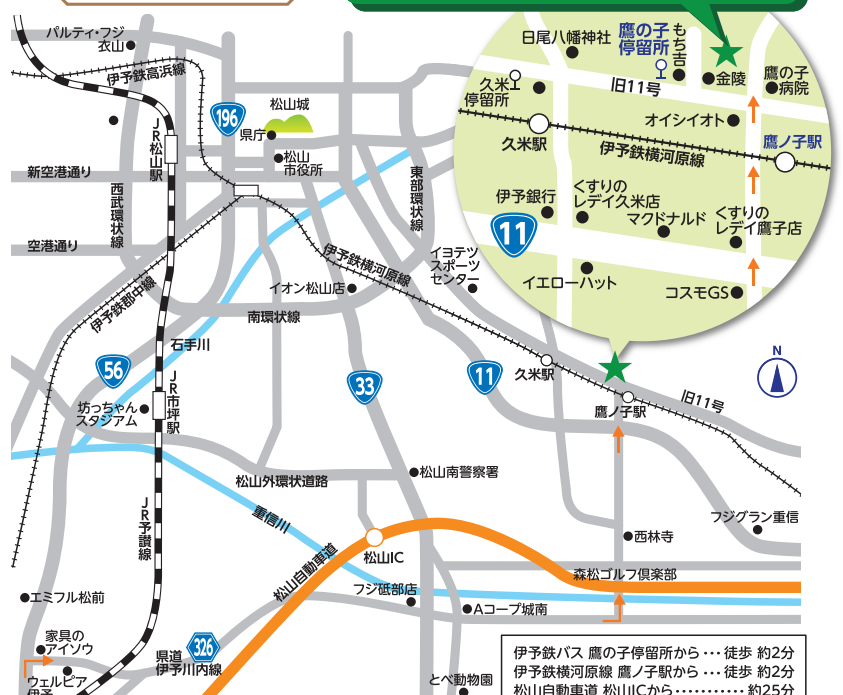 パルティ・フジ
衣山
伊予鉄高浜線
196
松山城
県庁
松山
市役所
JR松山駅
新空港通り
西武環状線
空港通り
東部環状線
伊予鉄横河原線
イヨテツ
スポーツ
センター
イオン松山店
伊予鉄郡中線
南環状線
石手川
56
33
11
坊っちゃん
スタジアム
JR市坪駅
久米駅
鷹ノ子駅
旧11号
N
松山外環状道路
松山南警察署
重信川
JR予讃線
松山IC
松山自動車道
西林寺
フジグラン重信
森松ゴルフ倶楽部
フジ砥部店
Aコープ城南
エミフル松前
家具の
アイソウ
ウェルピア
伊予
県道
326
伊予川内線
とべ動物園
日尾八幡神社
鷹の子
停留所
もち吉
金陵
鷹の子
病院
久米
停留所
旧11号
オイシイオト
久米駅
伊予鉄横河原線
鷹ノ子駅
伊予銀行
くすりの
レデイ久米店
マクドナルド
くすりの
レデイ鷹子店
11
イエローハット
コスモGS
伊予鉄バス 鷹の子停留所から･･･徒歩 約2分
伊予鉄横河原線 鷹ノ子駅から･･･徒歩 約2分
松山自動車道 松山ICから･･････････約25分